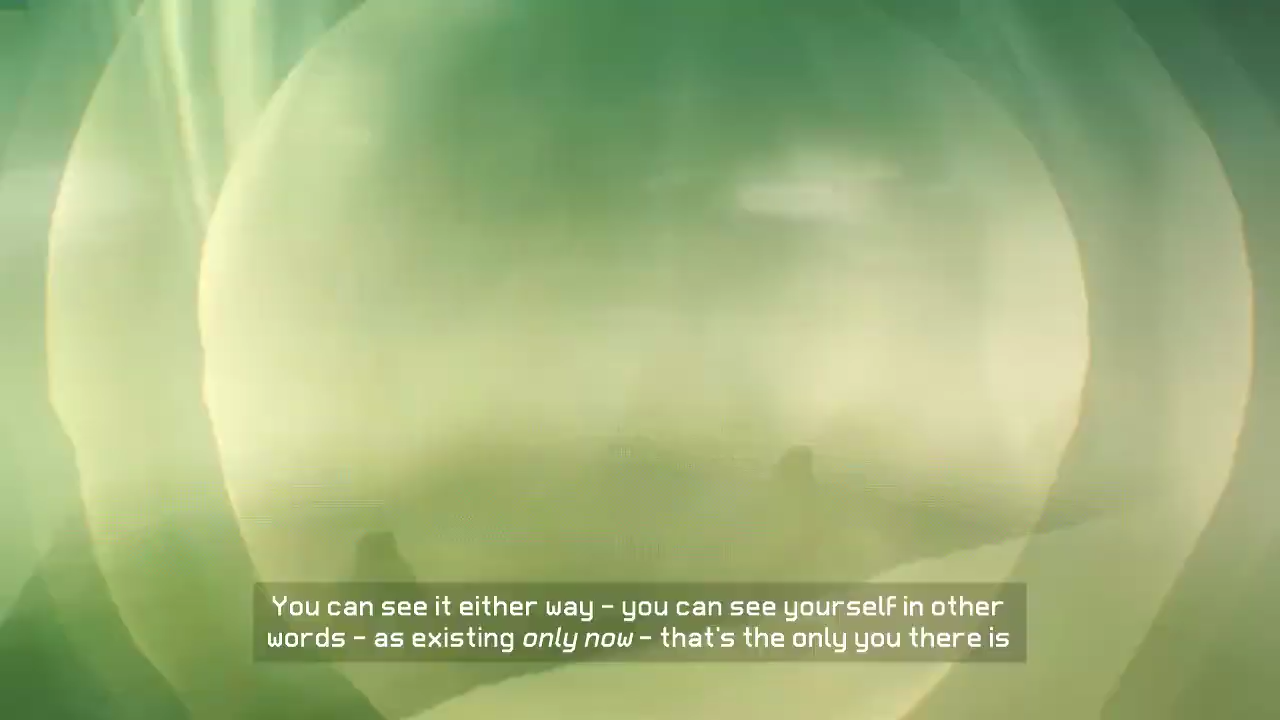 You can see it either way - you can see yourself in other
words - as existing only now - that's the only you there is